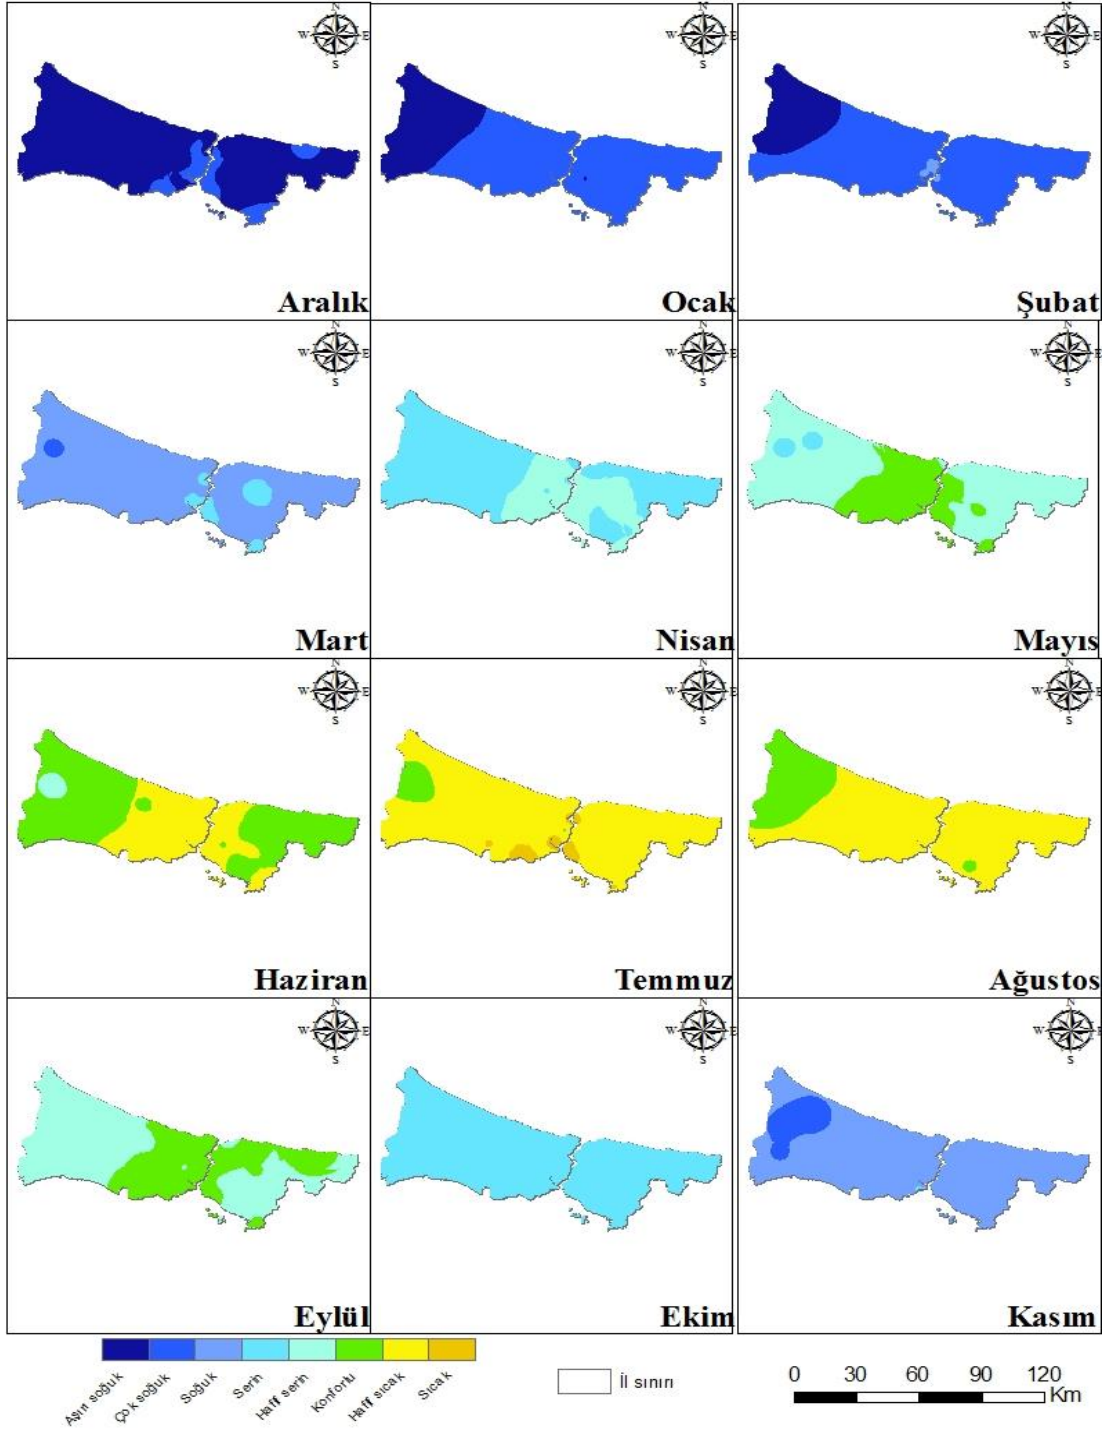 N
W E
S
N
W E
S
N
W E
S
Aralık
Ocak
Şubat
N
W E
S
N
W E
S
N
W E
S
Mart
Nisan
Mayıs
N
W E
S
N
W E
S
N
W E
S
Haziran
Temmuz
Ağustos
N
W E
S
N
W E
S
N
W E
S
Eylül
Ekim
Kasım
Aşırı soğuk
Çok soğuk
Soğuk
Serin
Hafif serin
Konforlu
Hafif sıcak
Sıcak
İl sınırı
0 30 60 90 120
Km